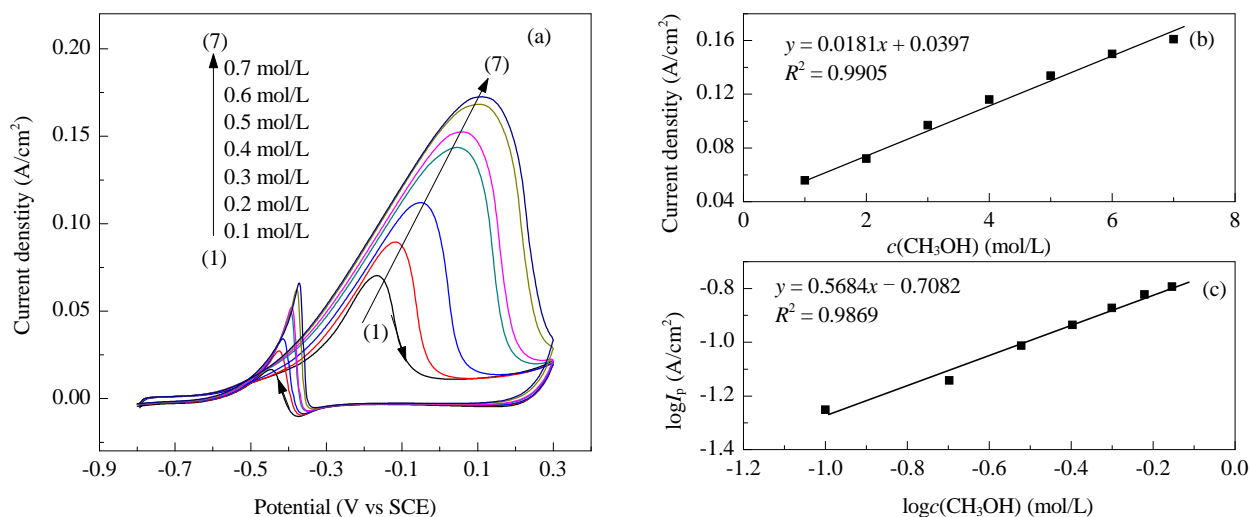 (a)
(7)
0.7 mol/L
0.6 mol/L
0.5 mol/L
0.4 mol/L
0.3 mol/L
0.2 mol/L
0.1 mol/L
(1)
(7)
(1)
0.20
0.15
0.10
0.05
0.00
Current denstity (A/cm²)
-0.9 -0.7 -0.5 -0.3 -0.1 0.1 0.3
Potential (V vs SCE)
(b)
y = 0.0181x + 0.0397
R² = 0.9905
0.16
0.12
0.08
0.04
Current denstity (A/cm²)
0 2 4 6 8
c(CH₃OH) (mol/L)
(c)
y = 0.5684x − 0.7082
R² = 0.9869
-0.8
-1.0
-1.2
-1.4
logIₚ (A/cm²)
-1.2 -1.0 -0.8 -0.6 -0.4 -0.2 0.0
logc(CH₃OH) (mol/L)